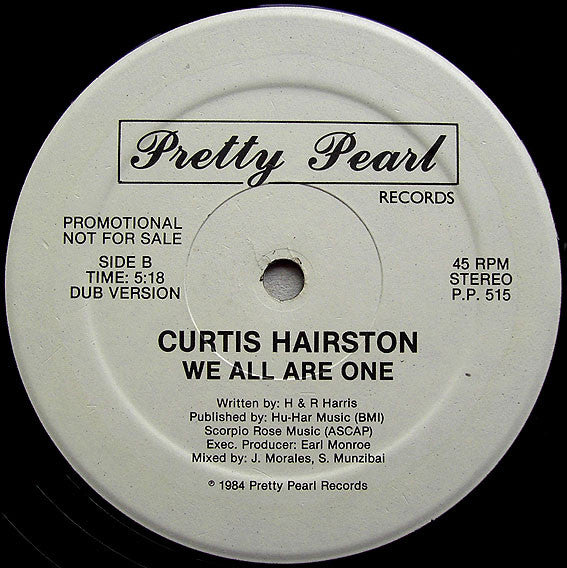 Pretty Pearl
RECORDS
PROMOTIONAL
NOT FOR SALE
SIDE B
TIME: 5:18
DUB VERSION
45 RPM
STEREO
P.P. 515
CURTIS HAIRSTON
WE ALL ARE ONE
Written by: H & R Harris
Published by: Hu-Har Music (BMI)
Scorpio Rose Music (ASCAP)
Exec. Producer: Earl Monroe
Mixed by: J. Morales, S. Munzibai
℗ 1984 Pretty Pearl Records